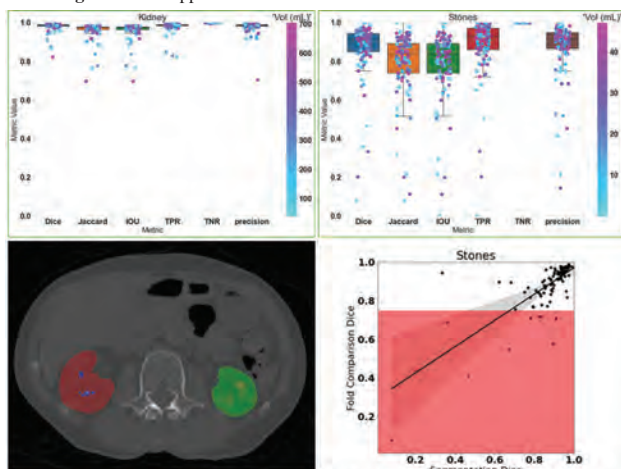 Kidney
'Vol (mL)'
1.0
0.8
0.6
0.4
0.2
0.0
Metric Value
Dice Jaccard IOU TPR TNR precision
Metric
700
600
500
400
300
200
100
Stones
'Vol (mL)
1.0
0.8
0.6
0.4
0.2
0.0
Metric Value
Dice Jaccard IOU TPR TNR precision
Metric
40
30
20
10
Stones
1.0
0.8
0.6
0.4
0.2
Fold Comparison Dice
0.2 0.4 0.6 0.8 1.0
Segmentation Dice